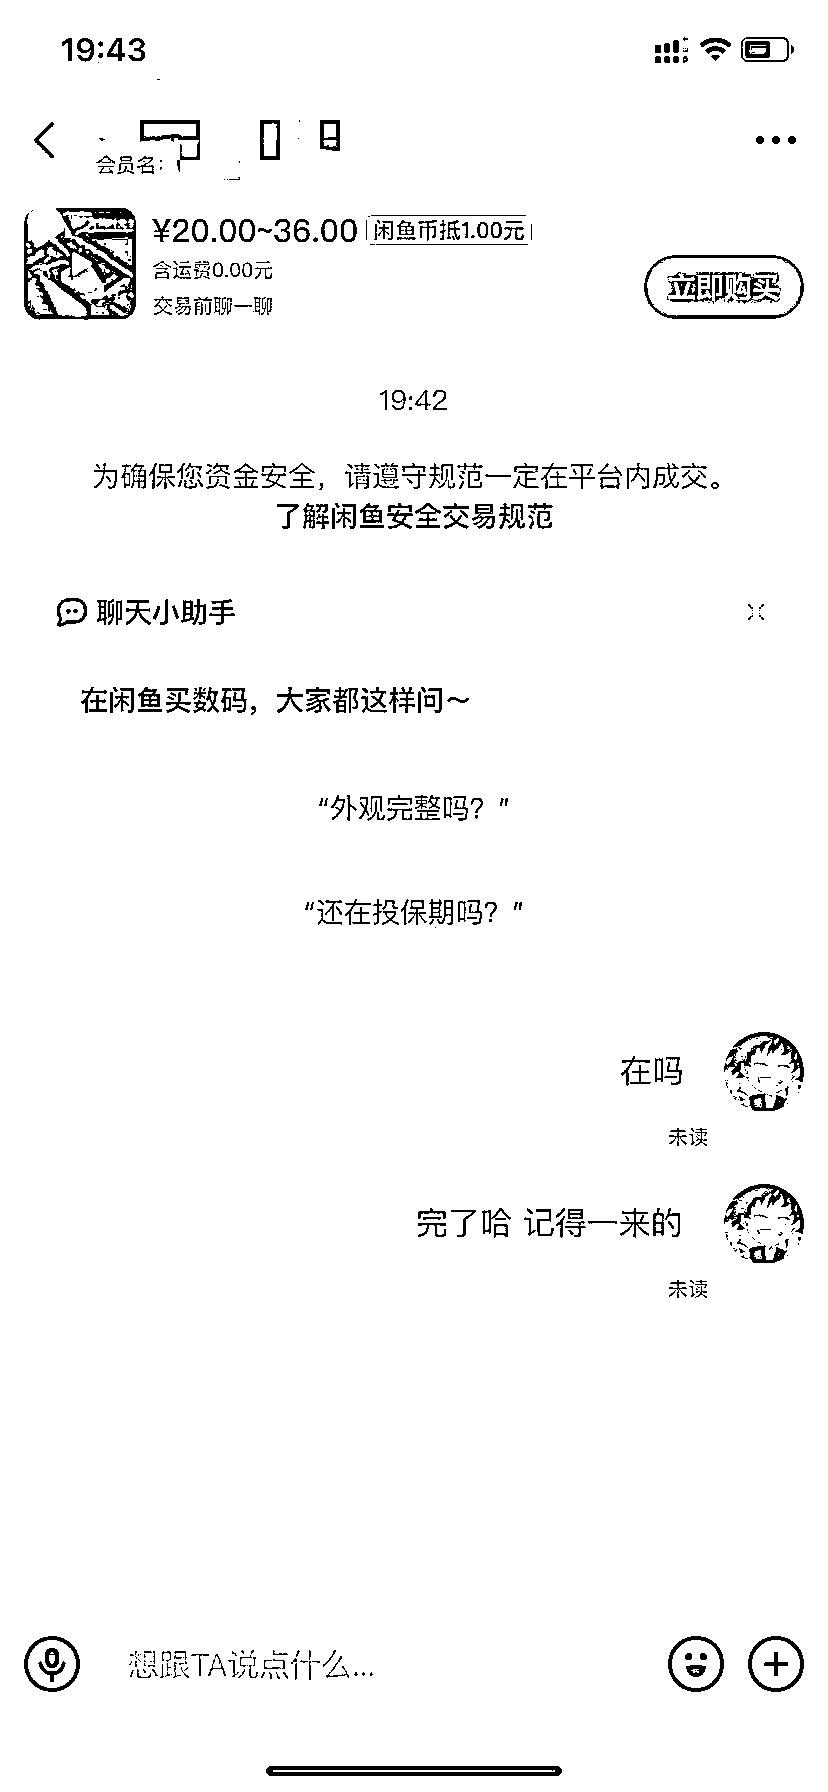 19:43
会员名：
¥20.00~36.00 闲鱼币抵1.00元
含运费0.00元
交易前聊一聊
立即购买
19:42
为确保您资金安全，请遵守规范一定在平台内成交。
了解闲鱼安全交易规范
聊天小助手
在闲鱼买数码，大家都这样问～
“外观完整吗？”
“还在投保期吗？”
在吗
未读
完了哈 记得一来的
未读
想跟TA说点什么...